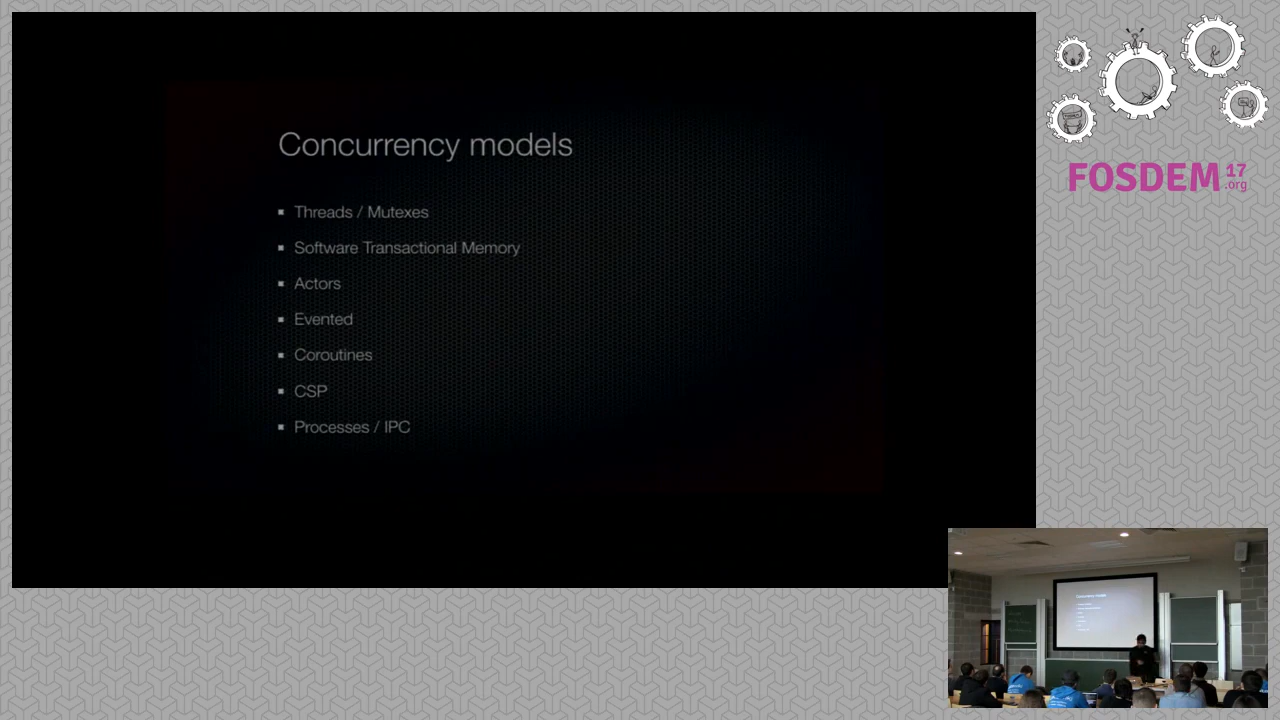 Concurrency models
Threads / Mutexes
Software Transactional Memory
Actors
Evented
Coroutines
CSP
Processes / IPC
FOSDEM 17
.org